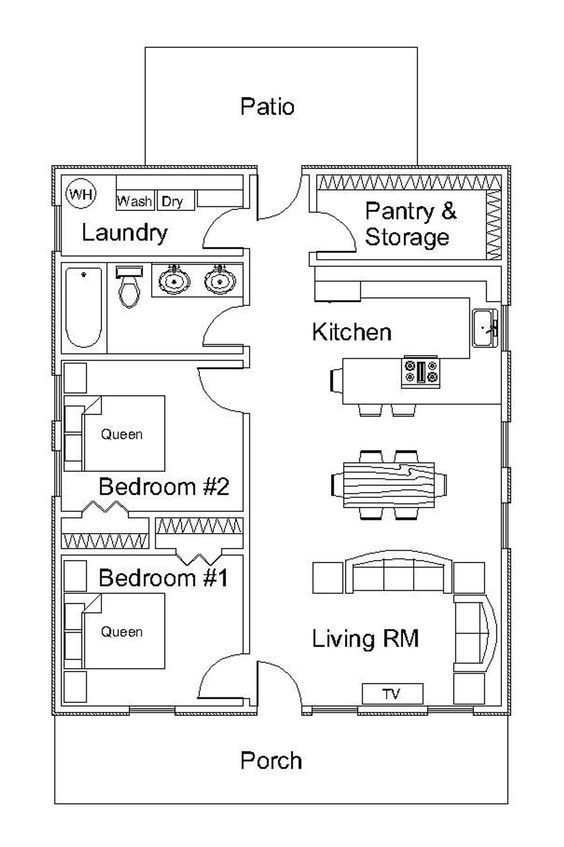 Patio
WH
Wash
Dry
Laundry
Pantry &
Storage
Kitchen
Queen
Bedroom #2
Bedroom #1
Queen
Living RM
TV
Porch